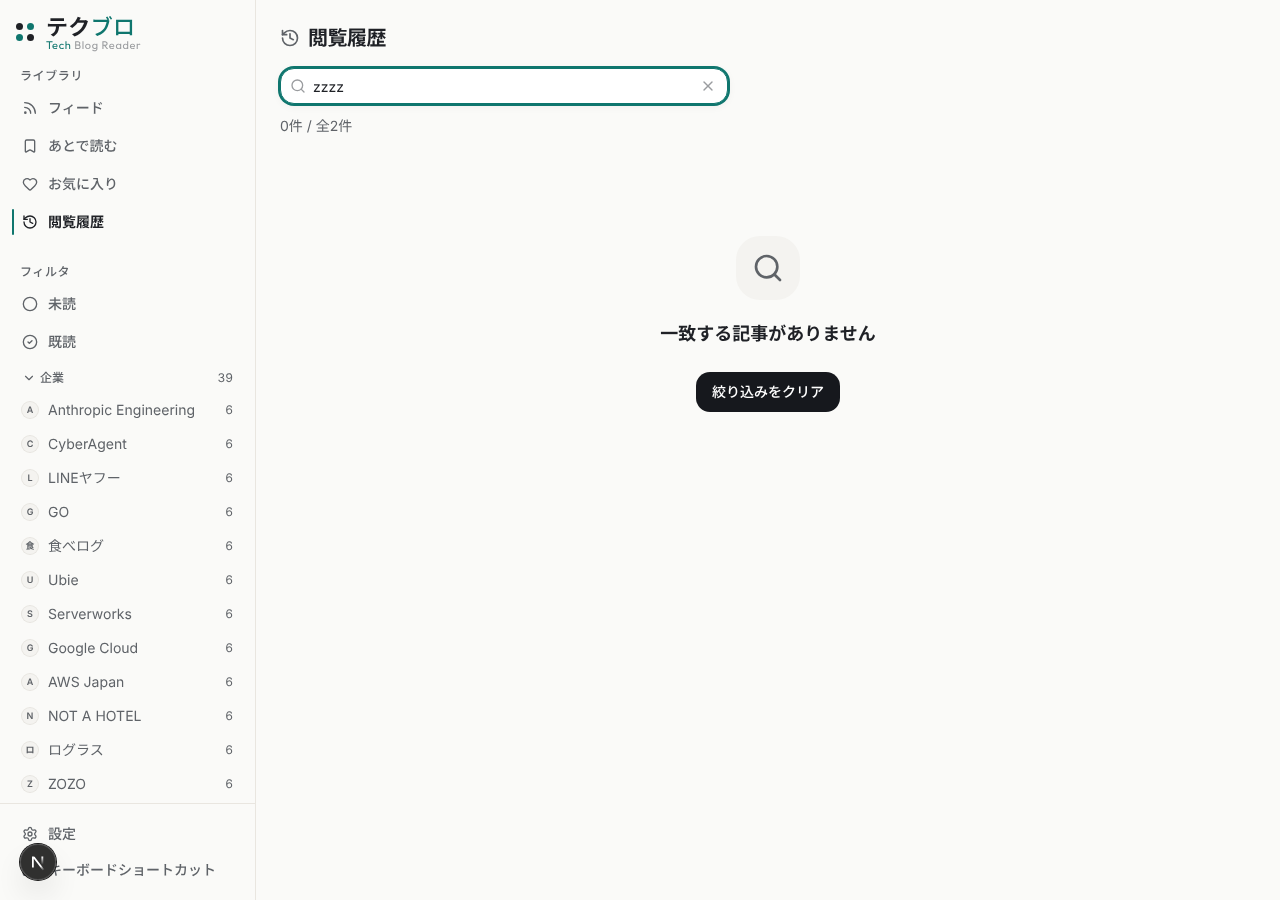 テクブロ
Tech Blog Reader
ライブラリ
フィード
あとで読む
お気に入り
閲覧履歴
フィルタ
未読
既読
企業 39
A Anthropic Engineering 6
C CyberAgent 6
L LINEヤフー 6
G GO 6
食 食べログ 6
U Ubie 6
S Serverworks 6
G Google Cloud 6
A AWS Japan 6
N NOT A HOTEL 6
ロ ログラス 6
Z ZOZO 6
設定
N キーボードショートカット
閲覧履歴
zzzz
0件 / 全2件
一致する記事がありません
絞り込みをクリア